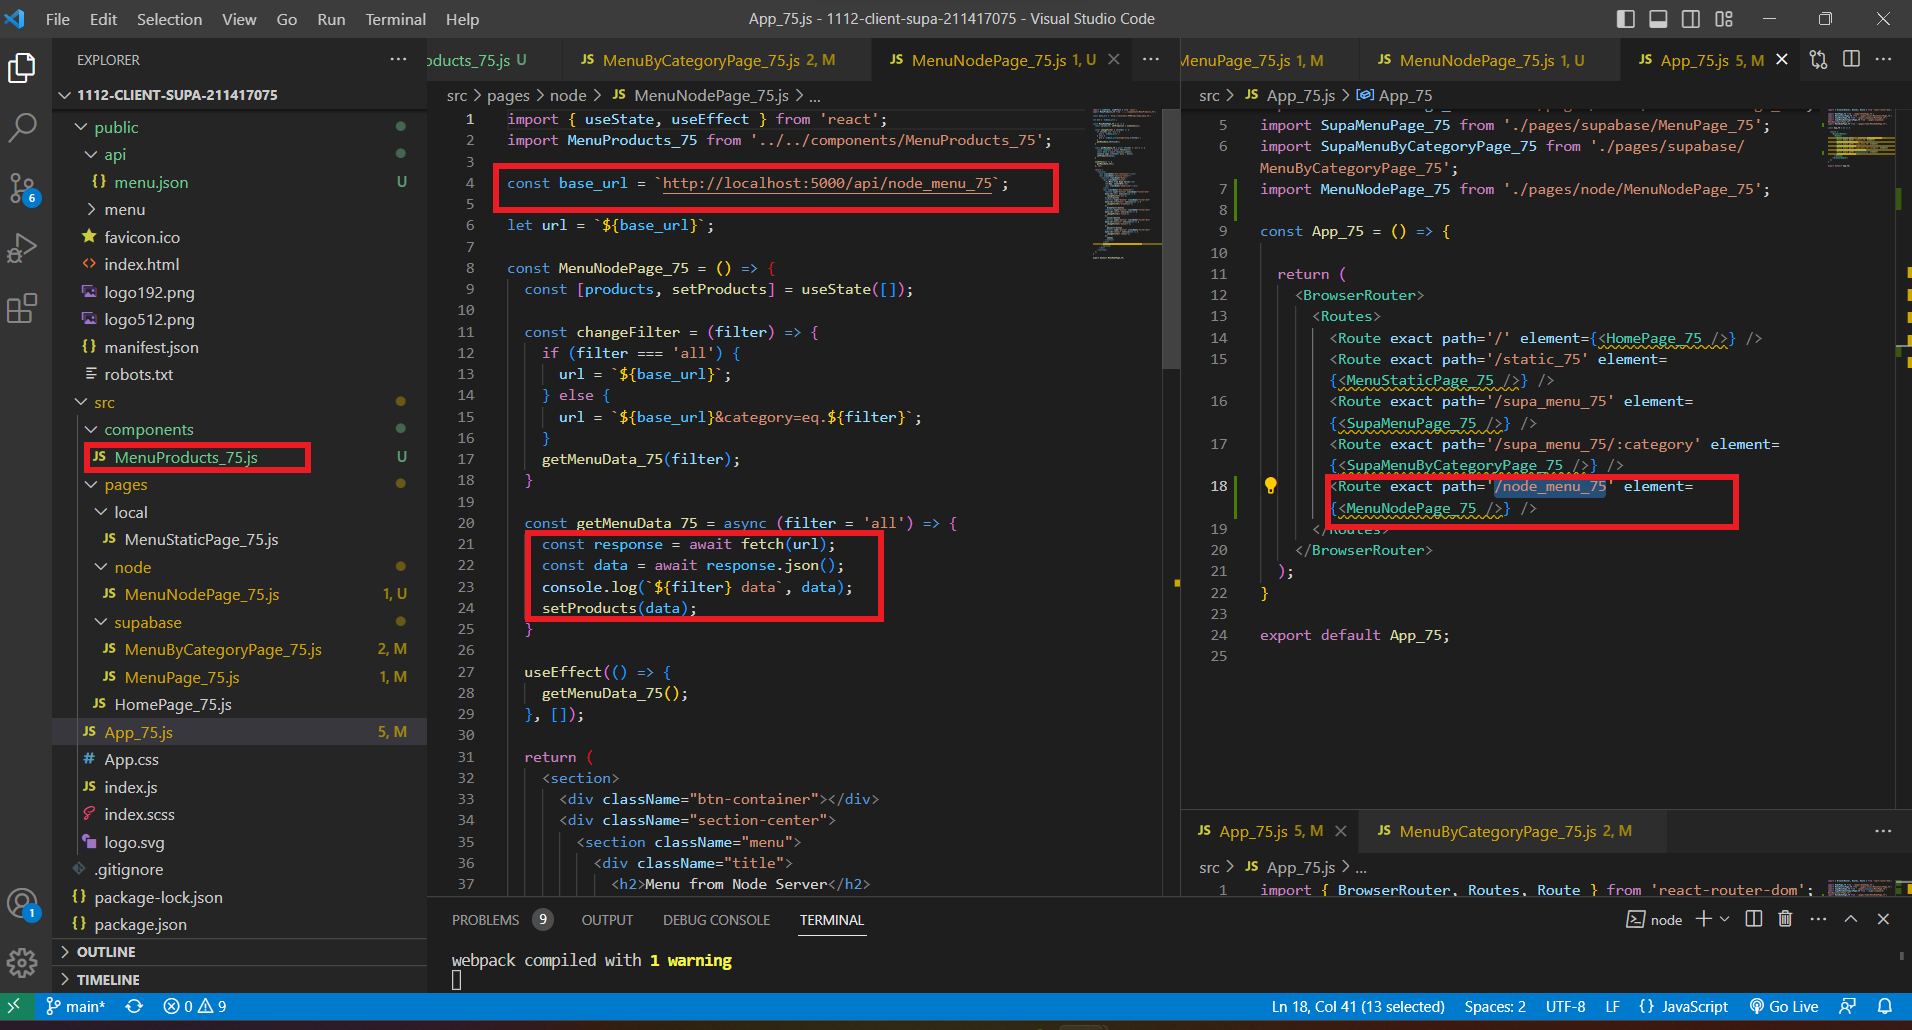 File Edit Selection View Go Run Terminal Help
App_75.js - 1112-client-supa-211417075 - Visual Studio Code
EXPLORER
1112-CLIENT-SUPA-211417075
public
api
menu.json U
menu
favicon.ico
index.html
logo192.png
logo512.png
manifest.json
robots.txt
src
components
MenuProducts_75.js U
pages
local
MenuStaticPage_75.js
node
MenuNodePage_75.js 1, U
supabase
MenuByCategoryPage_75.js 2, M
MenuPage_75.js 1, M
HomePage_75.js
App_75.js 5, M
App.css
index.js
index.scss
logo.svg
.gitignore
package-lock.json
package.json
OUTLINE
TIMELINE
6
1
oducts_75.js U
JS MenuByCategoryPage_75.js 2, M
JS MenuNodePage_75.js 1, U
src > pages > node > JS MenuNodePage_75.js > ...
1 import { useState, useEffect } from 'react';
2 import MenuProducts_75 from '../../components/MenuProducts_75';
3
4 const base_url = `http://localhost:5000/api/node_menu_75`;
5
6 let url = `${base_url}`;
7
8 const MenuNodePage_75 = () => {
9 const [products, setProducts] = useState([]);
10
11 const changeFilter = (filter) => {
12 if (filter === 'all') {
13 url = `${base_url}`;
14 } else {
15 url = `${base_url}&category=eq.${filter}`;
16 }
17 getMenuData_75(filter);
18 }
19
20 const getMenuData_75 = async (filter = 'all') => {
21 const response = await fetch(url);
22 const data = await response.json();
23 console.log(`${filter} data`, data);
24 setProducts(data);
25 }
26
27 useEffect(() => {
28 getMenuData_75();
29 }, []);
30
31 return (
32 <section>
33 <div className="btn-container"></div>
34 <div className="section-center">
35 <section className="menu">
36 <div className="title">
37 <h2>Menu from Node Server</h2>
MenuPage_75.js 1, M
JS MenuNodePage_75.js 1, U
JS App_75.js 5, M
src > JS App_75.js > App_75
5 import SupaMenuPage_75 from './pages/supabase/MenuPage_75';
6 import SupaMenuByCategoryPage_75 from './pages/supabase/
MenuByCategoryPage_75';
7 import MenuNodePage_75 from './pages/node/MenuNodePage_75';
8
9 const App_75 = () => {
10
11 return (
12 <BrowserRouter>
13 <Routes>
14 <Route exact path='/' element={<HomePage_75 />} />
15 <Route exact path='/static_75' element=
{<MenuStaticPage_75 />} />
16 <Route exact path='/supa_menu_75' element=
{<SupaMenuPage_75 />} />
17 <Route exact path='/supa_menu_75/:category' element=
{<SupaMenuByCategoryPage_75 />} />
18 <Route exact path='/node_menu_75' element=
{<MenuNodePage_75 />} />
19 </Routes>
20 </BrowserRouter>
21 );
22 }
23
24 export default App_75;
25
JS App_75.js 5, M
JS MenuByCategoryPage_75.js 2, M
src > JS App_75.js > ...
1 import { BrowserRouter, Routes, Route } from 'react-router-dom';
PROBLEMS 9 OUTPUT DEBUG CONSOLE TERMINAL
node
webpack compiled with 1 warning
main* 0 9
Ln 18, Col 41 (13 selected) Spaces: 2 UTF-8 LF {} JavaScript Go Live